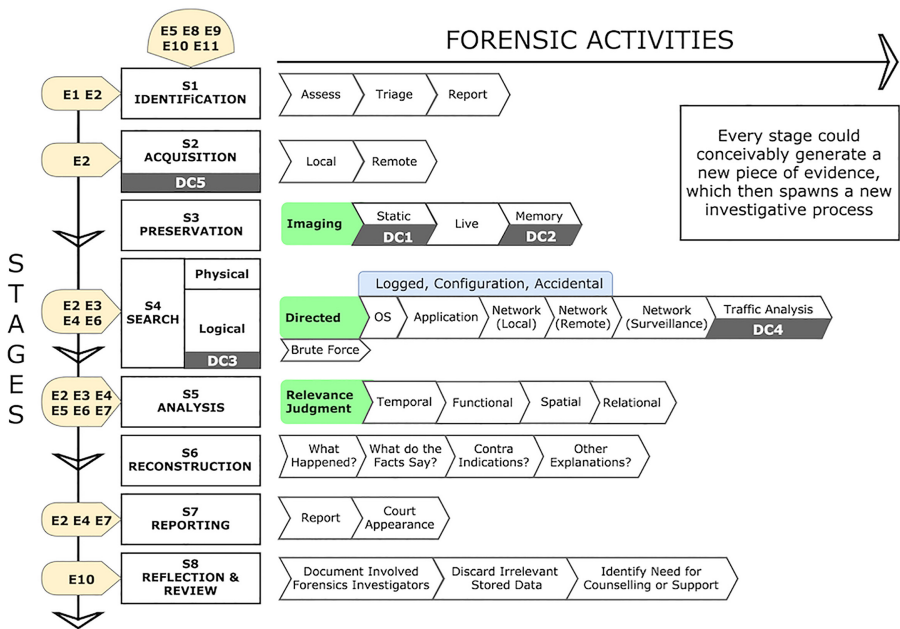 E5 E8 E9
E10 E11
FORENSIC ACTIVITIES
E1 E2
S1
IDENTIFiCATION
Assess
Triage
Report
Every stage could
conceivably generate a
new piece of evidence,
which then spawns a new
investigative process
E2
S2
ACQUISITION
DC5
Local
Remote
S3
PRESERVATION
Imaging
Static
DC1
Live
Memory
DC2
STAGES
E2 E3
E4 E6
S4
SEARCH
Physical
Logical
DC3
Logged, Configuration, Accidental
Directed
OS
Application
Network
(Local)
Network
(Remote)
Network
(Surveillance)
Traffic Analysis
DC4
Brute Force
E2 E3 E4
E5 E6 E7
S5
ANALYSIS
Relevance
Judgment
Temporal
Functional
Spatial
Relational
S6
RECONSTRUCTION
What
Happened?
What do the
Facts Say?
Contra
Indications?
Other
Explanations?
E2 E4 E7
S7
REPORTING
Report
Court
Appearance
E10
S8
REFLECTION &
REVIEW
Document Involved
Forensics Investigators
Discard Irrelevant
Stored Data
Identify Need for
Counselling or Support